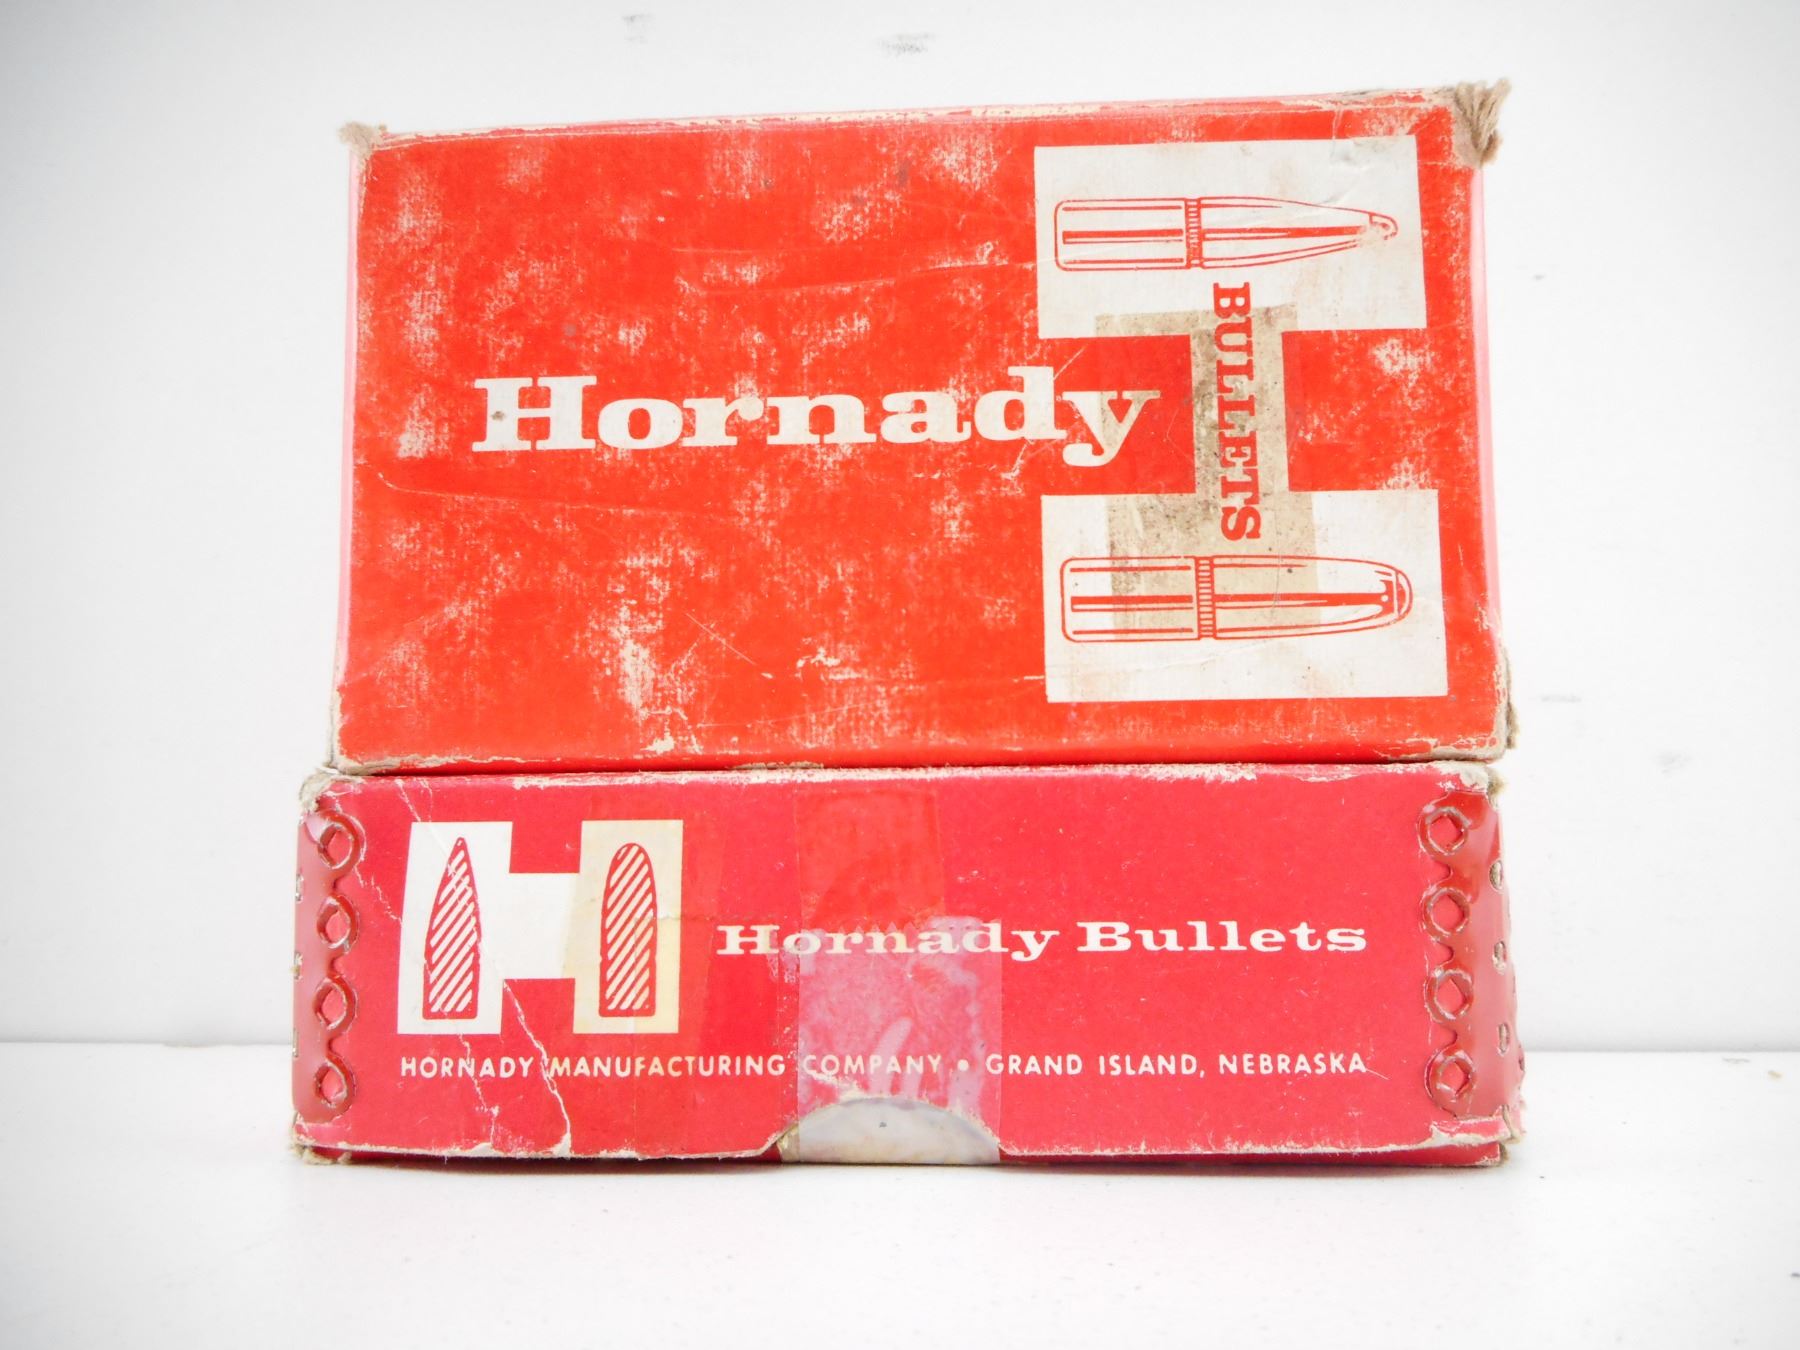 Hornady
BULLETS
Hornady Bullets
HORNADY MANUFACTURING COMPANY • GRAND ISLAND, NEBRASKA